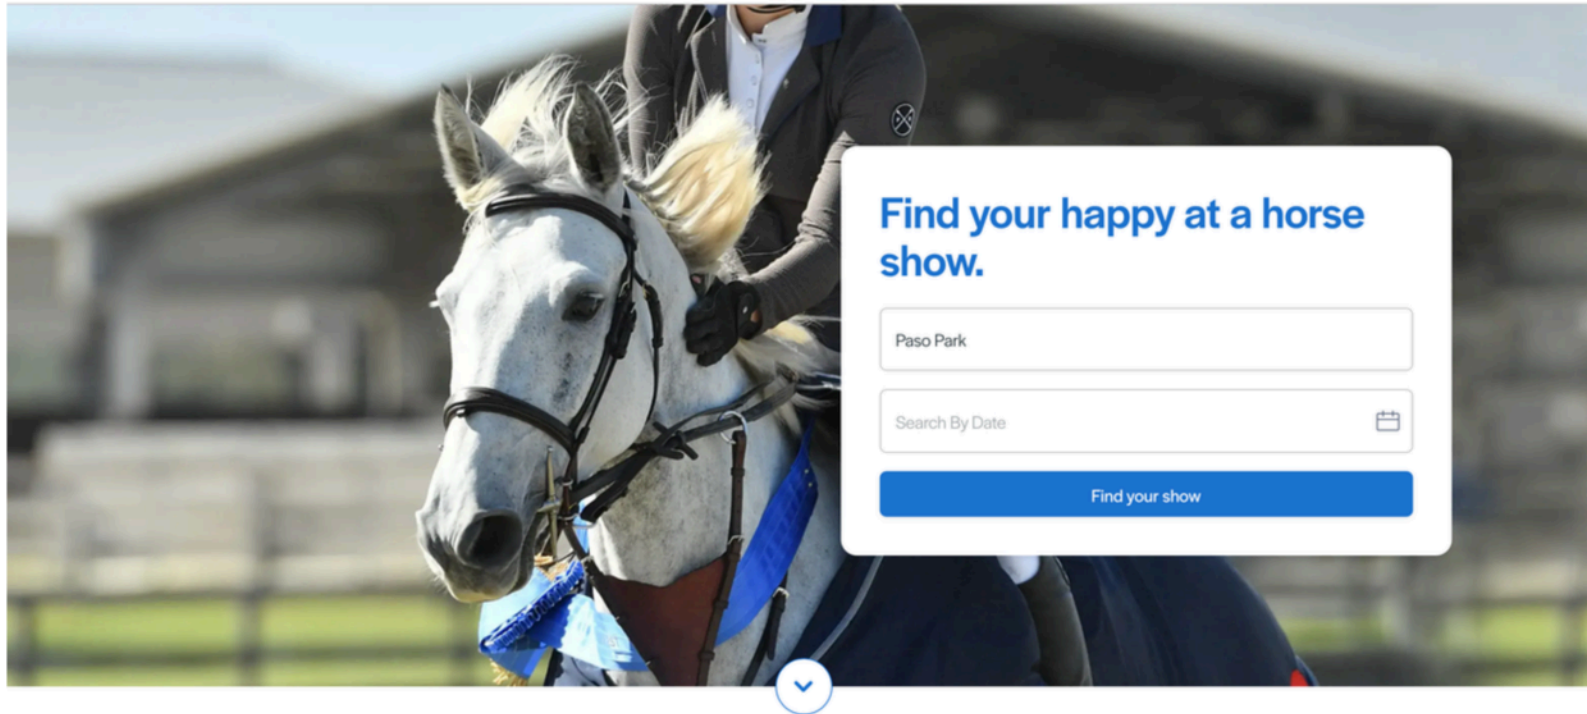 Find your happy at a horse
show.
Paso Park
Search By Date
Find your show